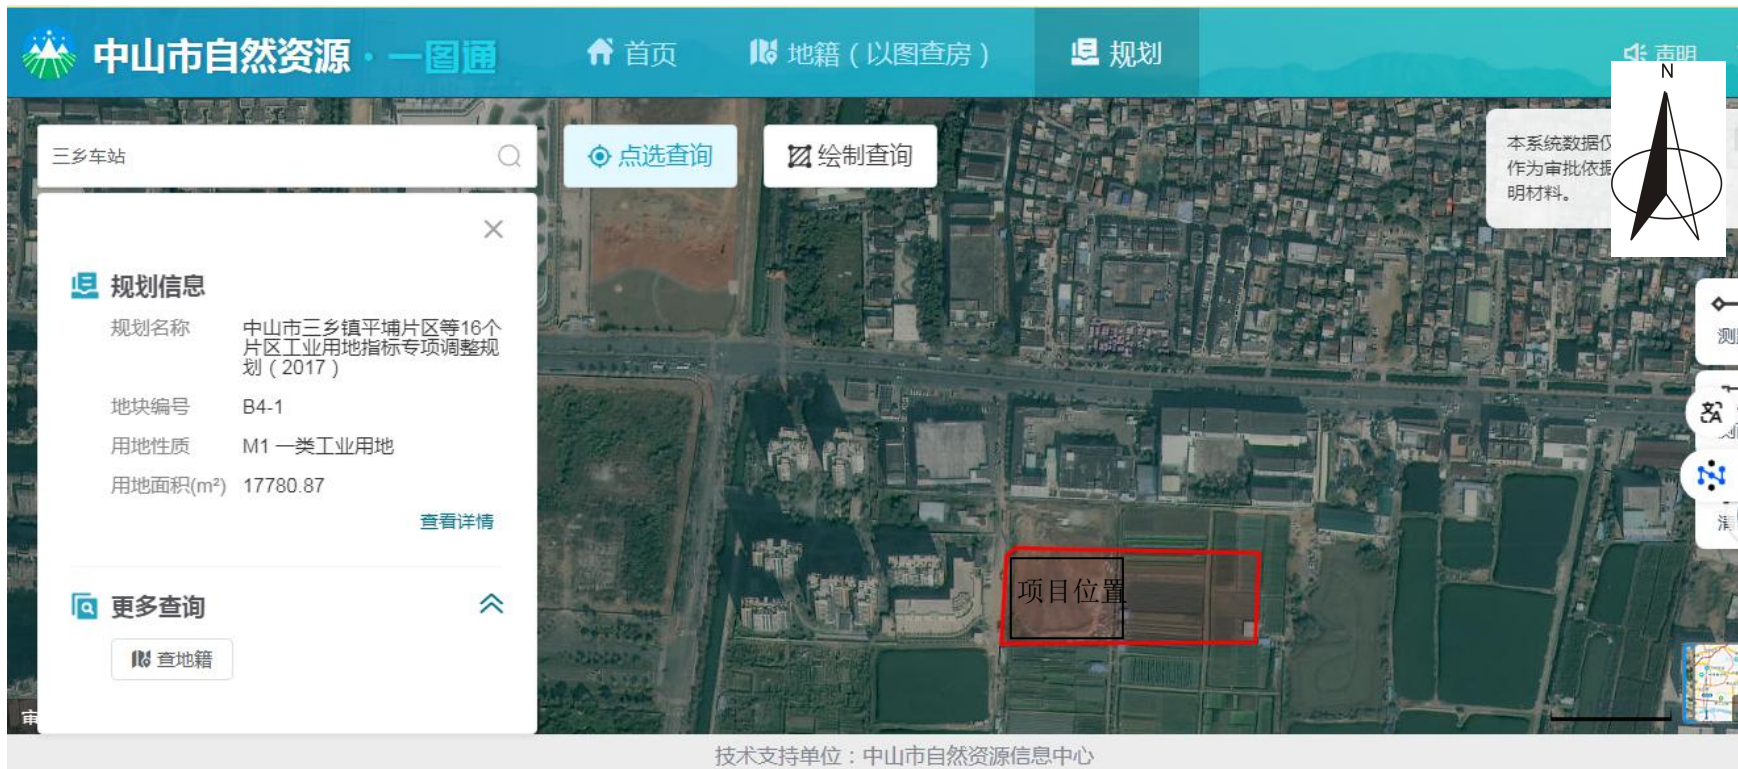 中山市自然资源·一图通
首页
地籍（以图查房）
规划
声明
N
三乡车站
点选查询
绘制查询
本系统数据仅
作为审批依据
明材料。
规划信息
规划名称 中山市三乡镇平埔片区等16个
片区工业用地指标专项调整规
划（2017）
地块编号 B4-1
用地性质 M1 一类工业用地
用地面积(m²) 17780.87
查看详情
更多查询
查地籍
项目位置
测
清
审
技术支持单位：中山市自然资源信息中心